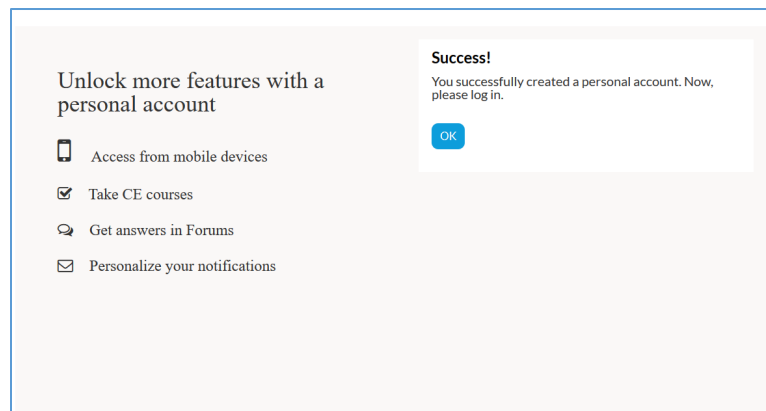 Unlock more features with a
personal account
Access from mobile devices
Take CE courses
Get answers in Forums
Personalize your notifications
Success!
You successfully created a personal account. Now,
please log in.
OK